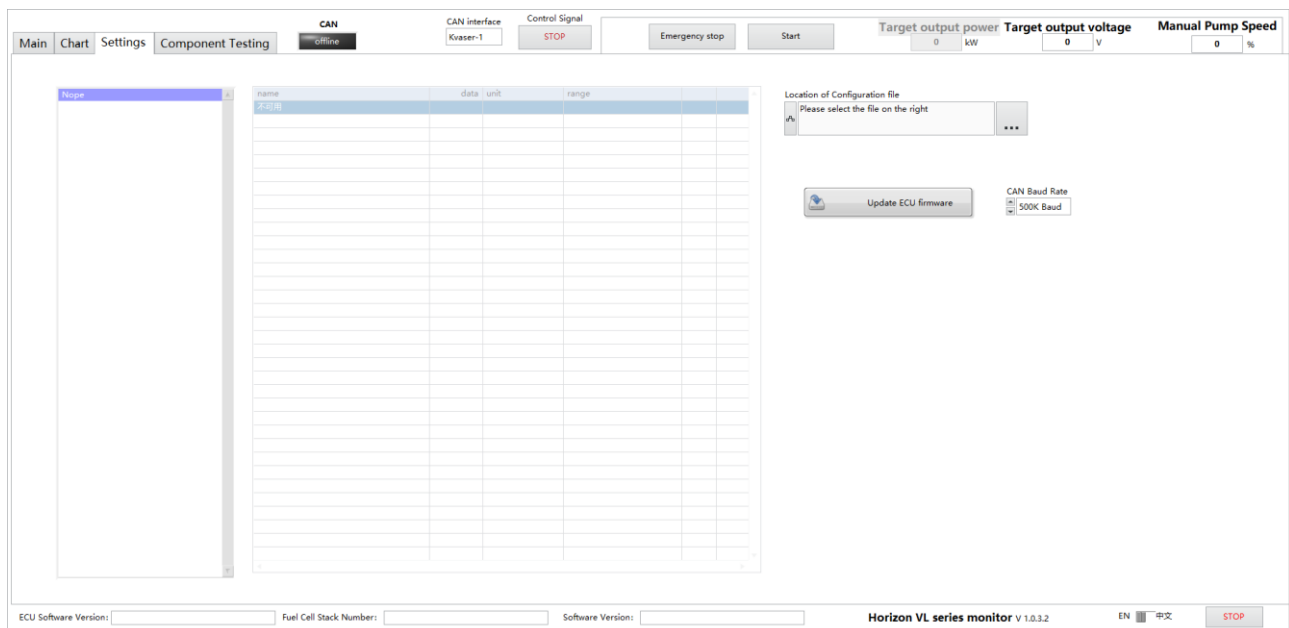 CAN
CAN interface
Control Signal
Main
Chart
Settings
Component Testing
offline
Kvaser-1
STOP
Emergency stop
Start
Target output power
0 kW
Target output voltage
0 V
Manual Pump Speed
0 %
Nope
name data unit range
不可用
Location of Configuration file
Please select the file on the right
...
Update ECU firmware
CAN Baud Rate
500K Baud
ECU Software Version:
Fuel Cell Stack Number:
Software Version:
Horizon VL series monitor V 1.0.3.2
EN 中文
STOP